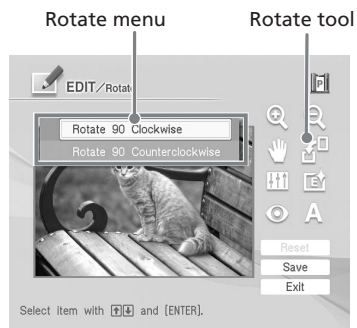 Rotate menu
Rotate tool
EDIT/Rotate
P
Rotate 90 Clockwise
Rotate 90 Counterclockwise
E
A
Reset
Save
Exit
Select item with ↑↓ and [ENTER].